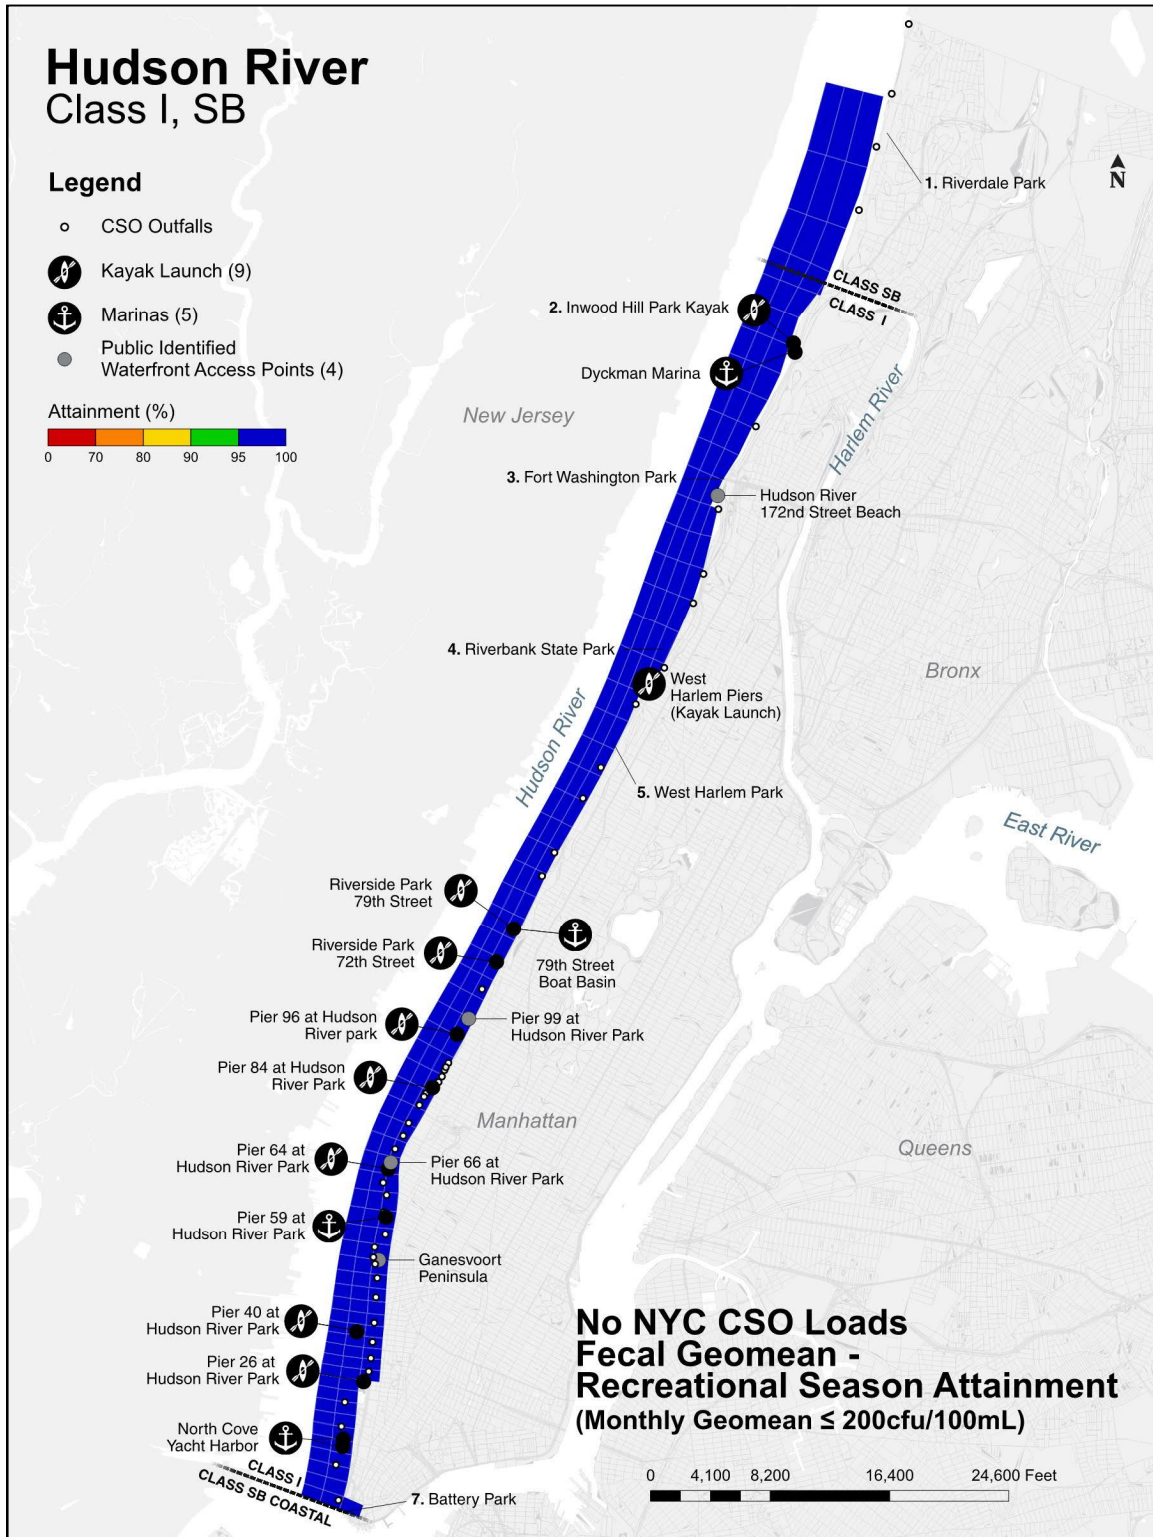 Hudson River
Class I, SB
Legend
CSO Outfalls
Kayak Launch (9)
Marinas (5)
Public Identified
Waterfront Access Points (4)
Attainment (%)
0 70 80 90 95 100
N
1. Riverdale Park
CLASS SB
CLASS I
2. Inwood Hill Park Kayak
Dyckman Marina
New Jersey
Harlem River
3. Fort Washington Park
Hudson River
172nd Street Beach
4. Riverbank State Park
West
Harlem Piers
(Kayak Launch)
Bronx
Hudson River
5. West Harlem Park
East River
Riverside Park
79th Street
Riverside Park
72th Street
79th Street
Boat Basin
Pier 96 at Hudson
River park
Pier 99 at
Hudson River Park
Pier 84 at Hudson
River Park
Manhattan
Queens
Pier 64 at
Hudson River Park
Pier 66 at
Hudson River Park
Pier 59 at
Hudson River Park
Ganesvoort
Peninsula
Pier 40 at
Hudson River Park
Pier 26 at
Hudson River Park
North Cove
Yacht Harbor
CLASS I
CLASS SB COASTAL
7. Battery Park
No NYC CSO Loads
Fecal Geomean -
Recreational Season Attainment
(Monthly Geomean ≤ 200cfu/100mL)
0 4,100 8,200 16,400 24,600 Feet